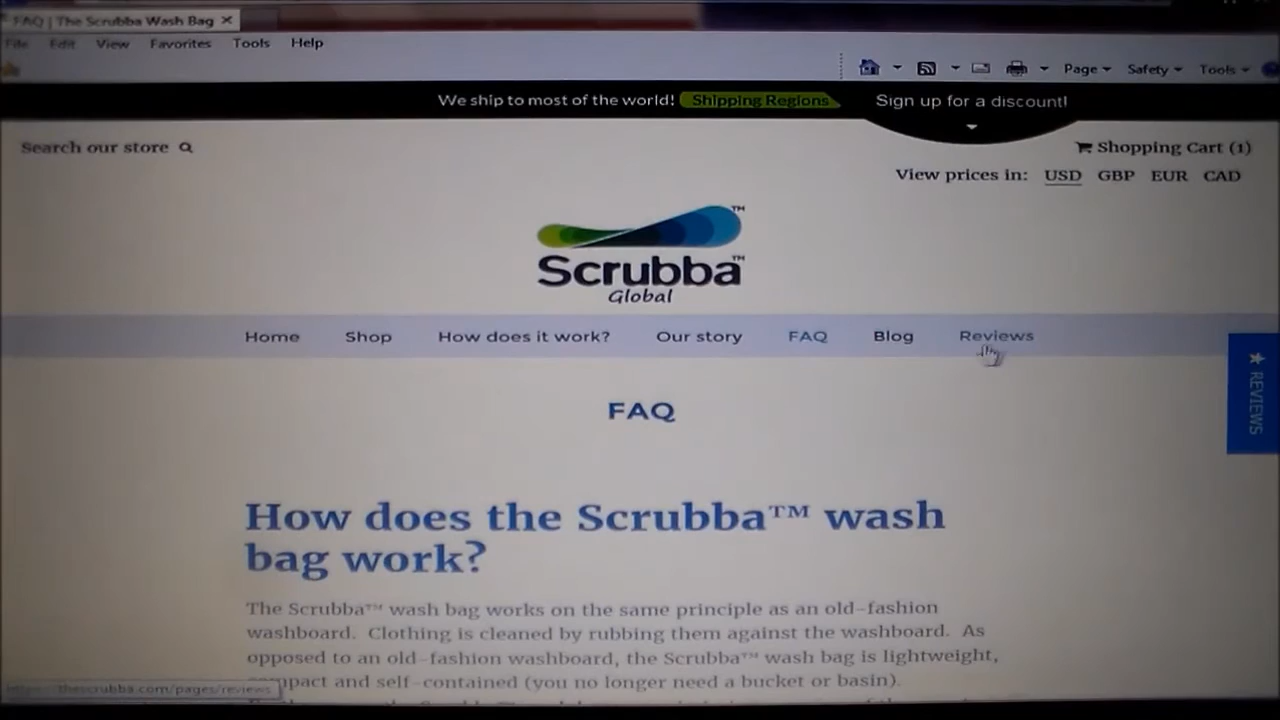 FAQ | The Scrubba Wash Bag
File Edit View Favorites Tools Help
Page Safety Tools
We ship to most of the world! Shipping Regions Sign up for a discount!
Search our store
Shopping Cart (1)
View prices in: USD GBP EUR CAD
Scrubba™
Global
Home Shop How does it work? Our story FAQ Blog Reviews
★ REVIEWS
FAQ
How does the Scrubba™ wash
bag work?
The Scrubba™ wash bag works on the same principle as an old-fashion
washboard. Clothing is cleaned by rubbing them against the washboard. As
opposed to an old-fashion washboard, the Scrubba™ wash bag is lightweight,
compact and self-contained (you no longer need a bucket or basin).
https://thescrubba.com/pages/reviews